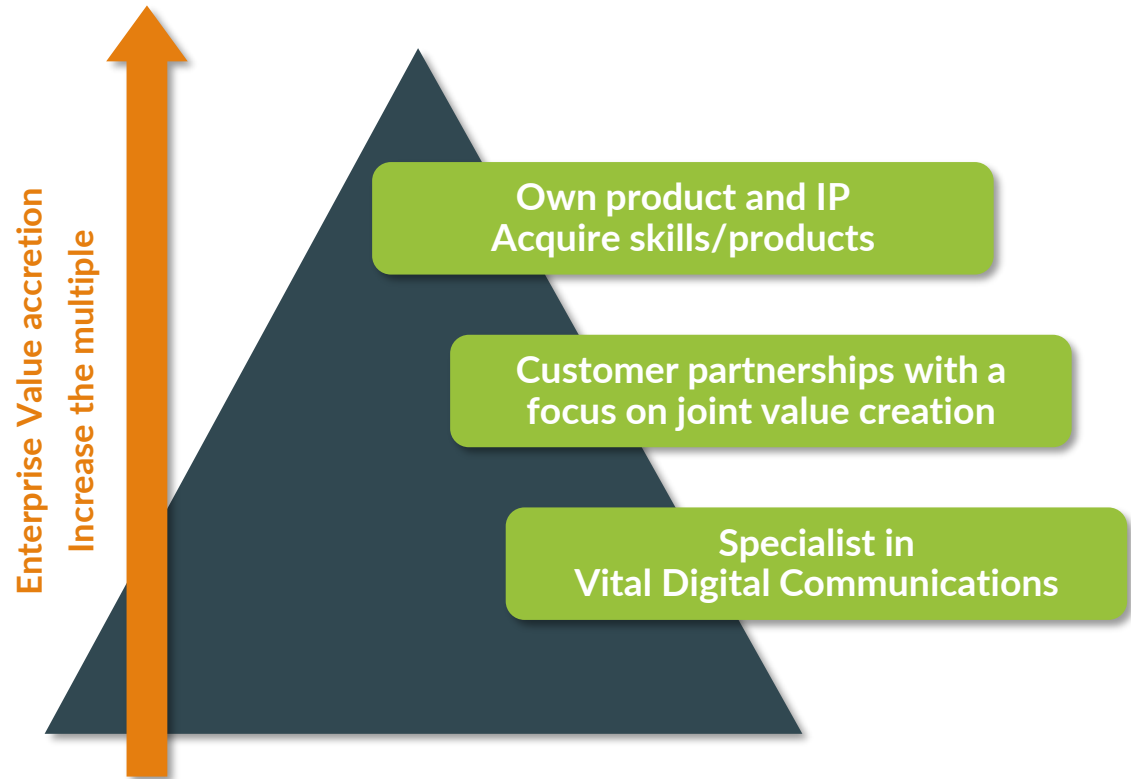 Enterprise Value accretion
Increase the multiple
Own product and IP
Acquire skills/products
Customer partnerships with a
focus on joint value creation
Specialist in
Vital Digital Communications